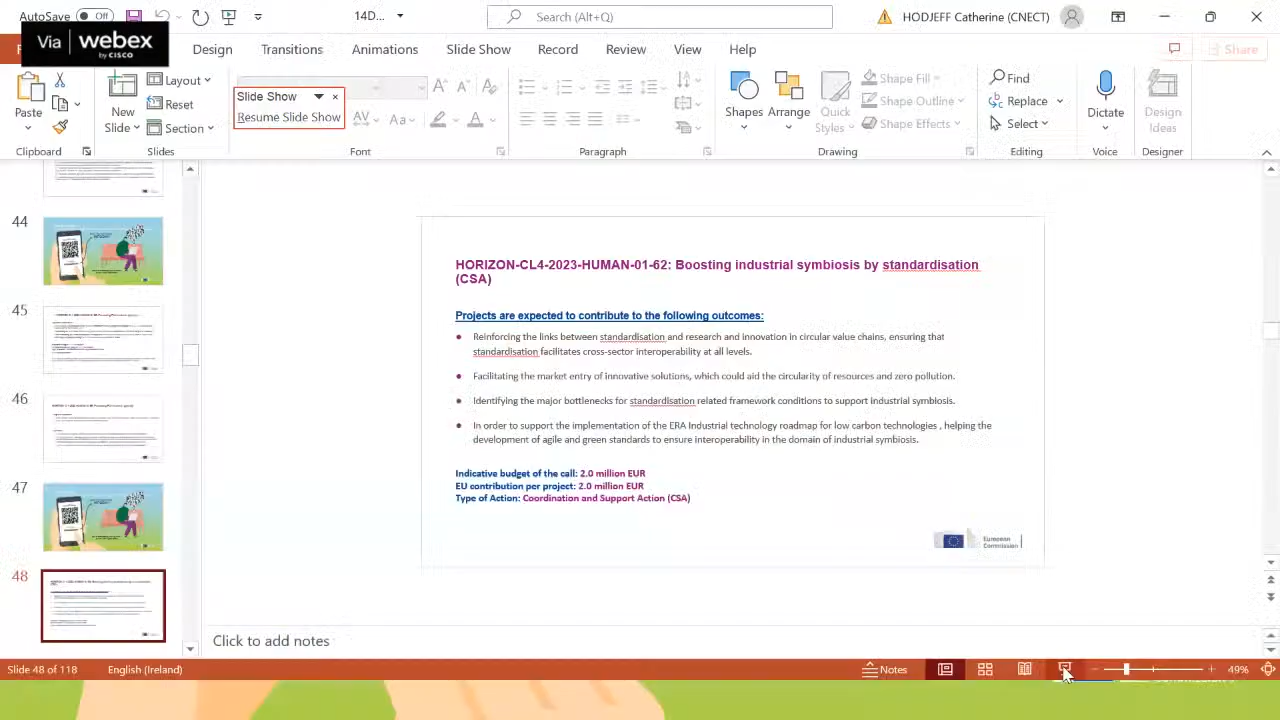 AutoSave Off 14D... Search (Alt+Q) HODJEFF Catherine (CNECT)
Via webex by CISCO
Design Transitions Animations Slide Show Record Review View Help Share
Paste
New Slide
Layout
Reset
Section
Slide Show
Resume Slide Show
Aa
Shapes Arrange Quick Styles
Shape Fill
Shape Outline
Shape Effects
Find
Replace
Select
Dictate
Design Ideas
Clipboard Slides Font Paragraph Drawing Editing Voice Designer
44
45
46
47
48
HORIZON-CL4-2023-HUMAN-01-62: Boosting industrial symbiosis by standardisation
(CSA)
Projects are expected to contribute to the following outcomes:
links between standardisation and research and innovation in circular value chains, ensuring that
standardisation facilitates cross-sector interoperability at all levels.
Facilitating the market entry of innovative solutions, which could aid the circularity of resources and zero pollution.
Identifying the major bottlenecks for standardisation related framework conditions to support industrial symbiosis.
support the implementation of the ERA industrial technology roadmap for low carbon technologies , helping the
development of agile and green standards to ensure interoperability in the domain of industrial symbiosis.
Indicative budget of the call: 2.0 million EUR
EU contribution per project: 2.0 million EUR
Type of Action: Coordination and Support Action (CSA)
European
Commission
Click to add notes
Slide 48 of 118 English (Ireland) Notes 49%